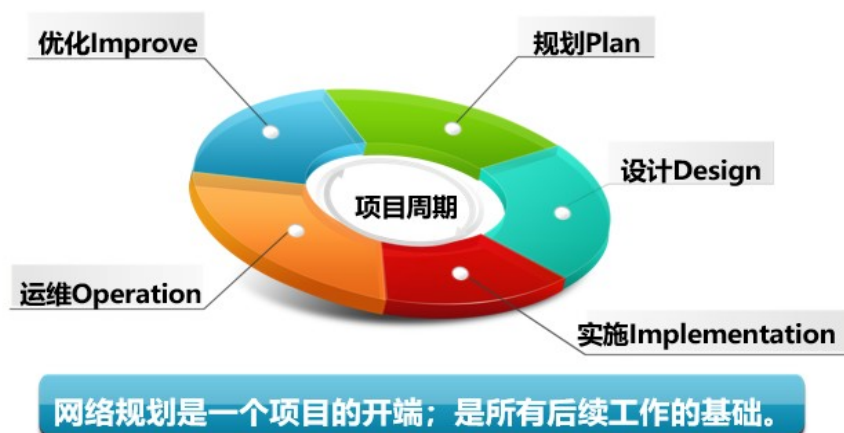 优化Improve
规划Plan
设计Design
项目周期
运维Operation
实施Implementation
网络规划是一个项目的开端；是所有后续工作的基础。